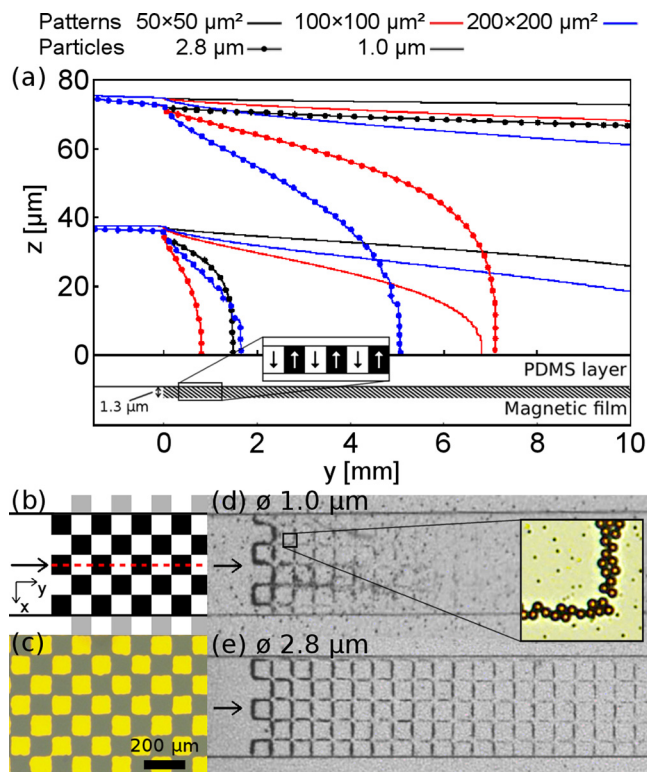 Patterns 50×50 µm² 100×100 µm² 200×200 µm²
Particles 2.8 µm 1.0 µm
(a)
80
60
40
20
0
z [µm]
↓ ↑ ↓ ↑ ↓ ↑
PDMS layer
1.3 µm
Magnetic film
0 2 4 6 8 10
y [mm]
(b)
y
x
(d) ø 1.0 µm
(c)
200 µm
(e) ø 2.8 µm